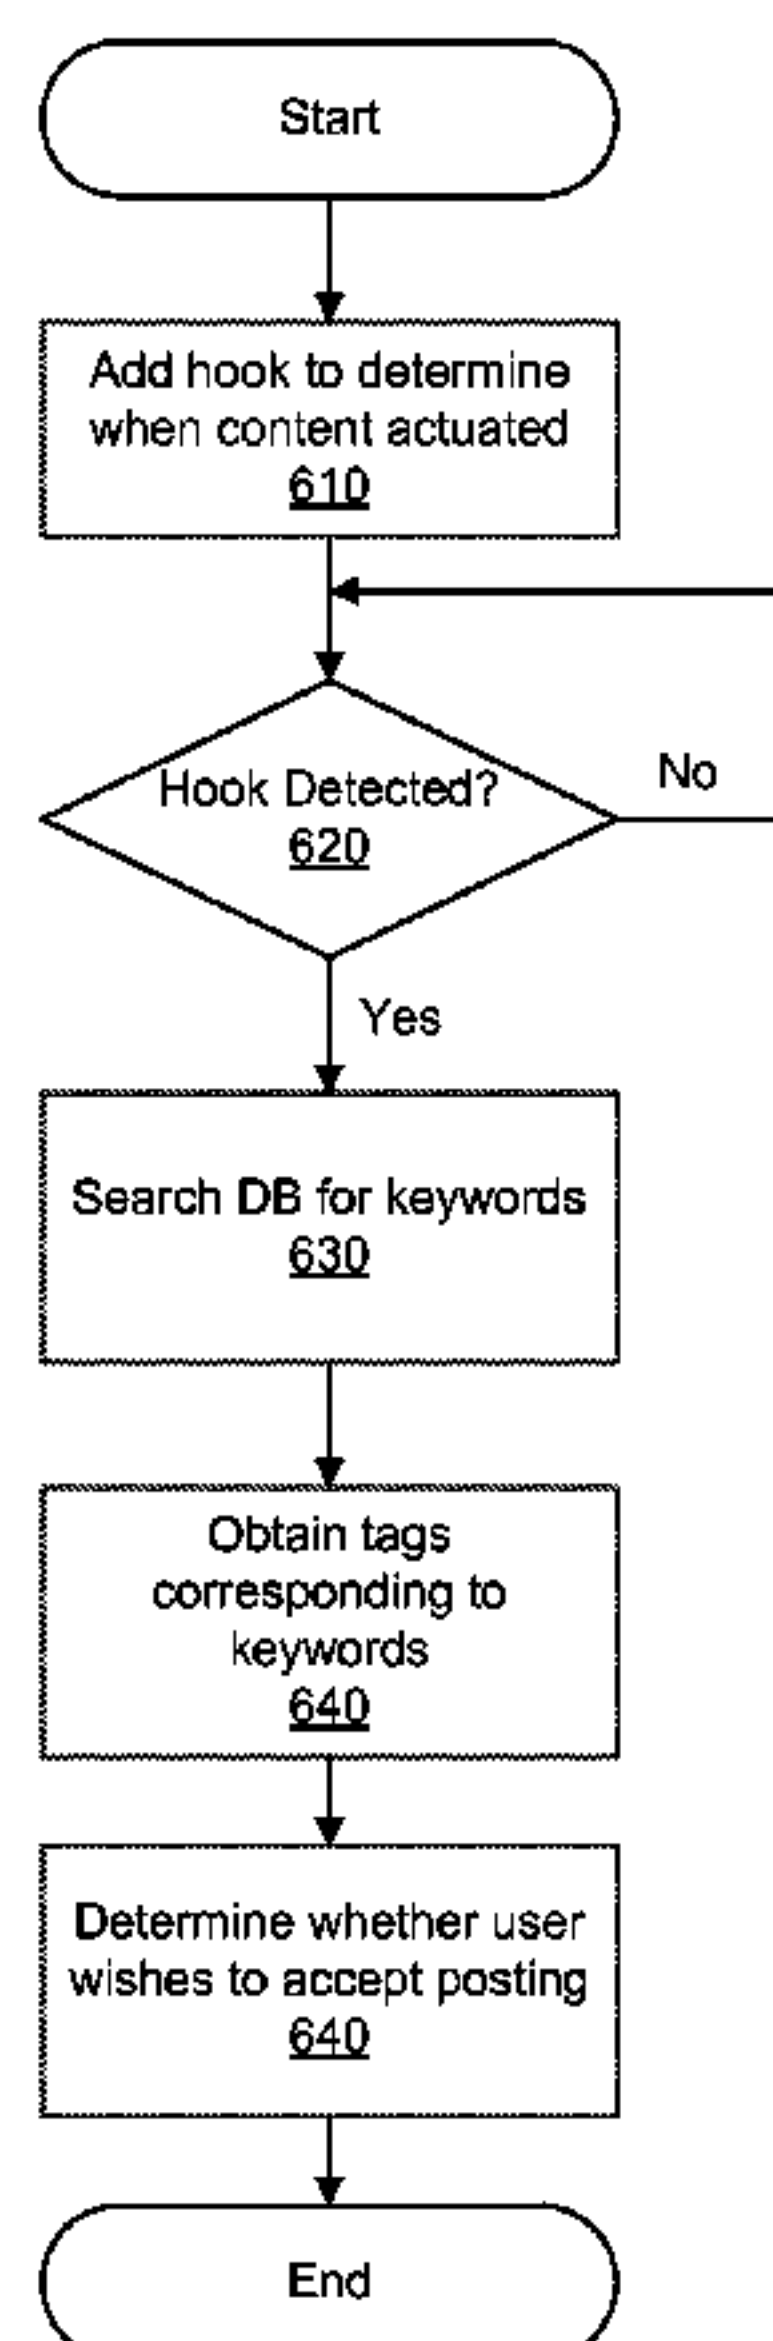 Start
Add hook to determine
when content actuated
610
Hook Detected?
620
No
Yes
Search DB for keywords
630
Obtain tags
corresponding to
keywords
640
Determine whether user
wishes to accept posting
640
End